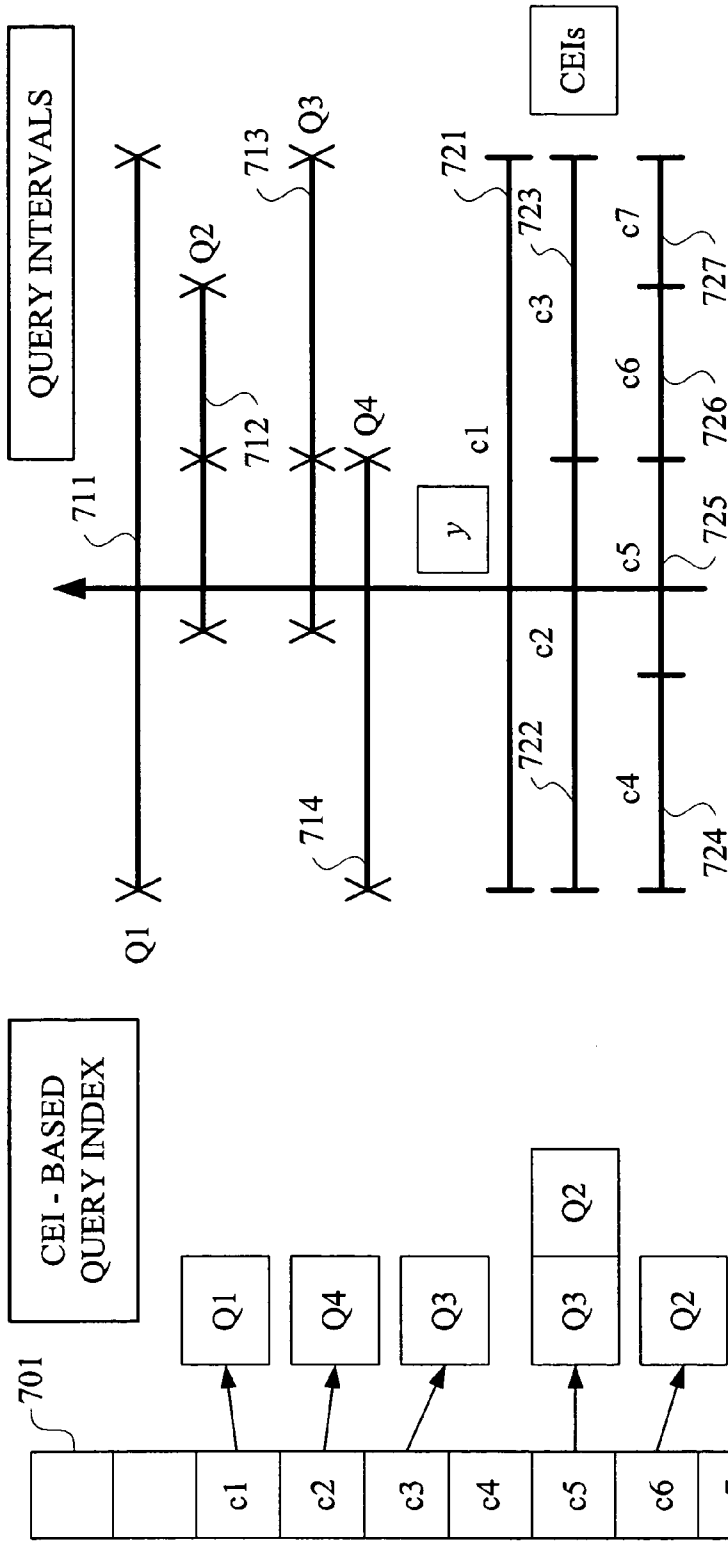 CEI - BASED
QUERY INDEX
701
c1
c2
c3
c4
c5
c6
Q1
Q4
Q3
Q3
Q2
Q2
QUERY INTERVALS
711
Q1
Q2
712
713
Q3
Q4
714
y
c1
721
722
c2
c3
723
c4
c5
c6
c7
724
725
726
727
CEIs